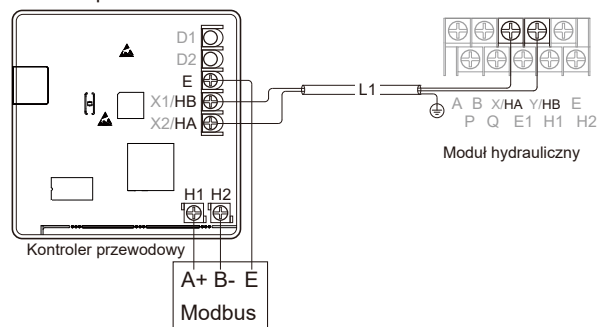 D1
D2
E
X1/HB
X2/HA
H1 H2
Kontroler przewodowy
A+ B- E
Modbus
L1
A B X/HA Y/HB E
P Q E1 H1 H2
Moduł hydrauliczny